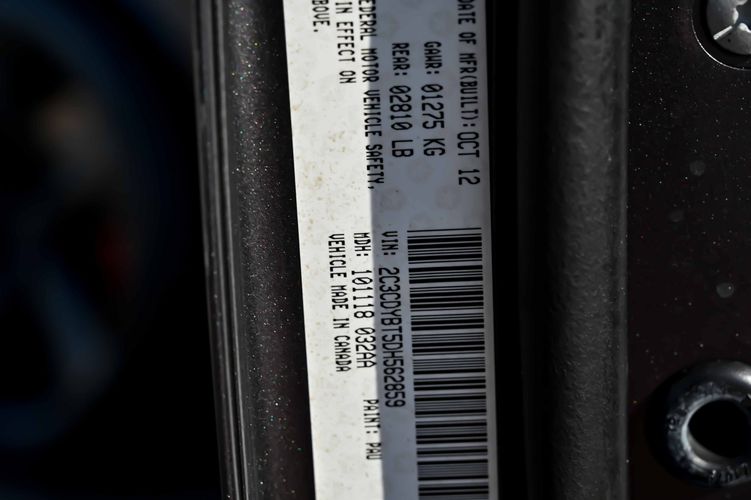 DATE OF MFR(BUILT): OCT 12
GAWR: 01275 KG
REAR: 02810 LB
EDERAL MOTOR VEHICLE SAFETY,
IN EFFECT ON
BOVE.
VIN: 2C3CDYBT5DH562859
MDH: 101118 032AA PAINT: PAU
VEHICLE MADE IN CANADA